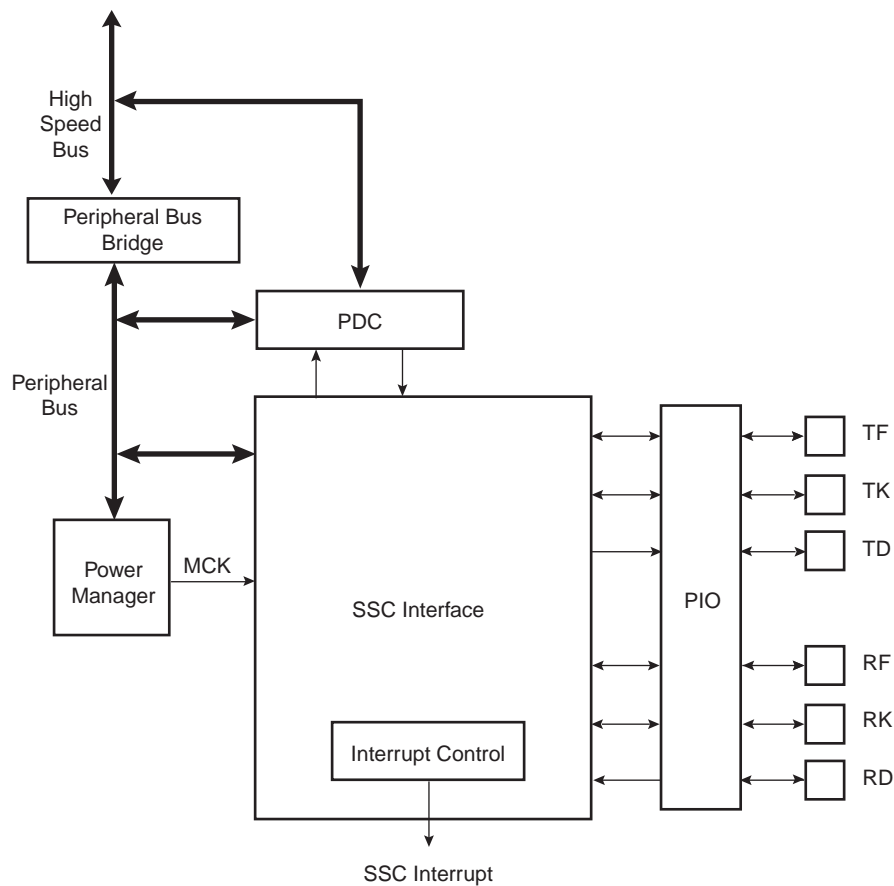 High
Speed
Bus
Peripheral Bus
Bridge
PDC
Peripheral
Bus
TF
TK
TD
Power
Manager
MCK
SSC Interface
PIO
RF
RK
RD
Interrupt Control
SSC Interrupt